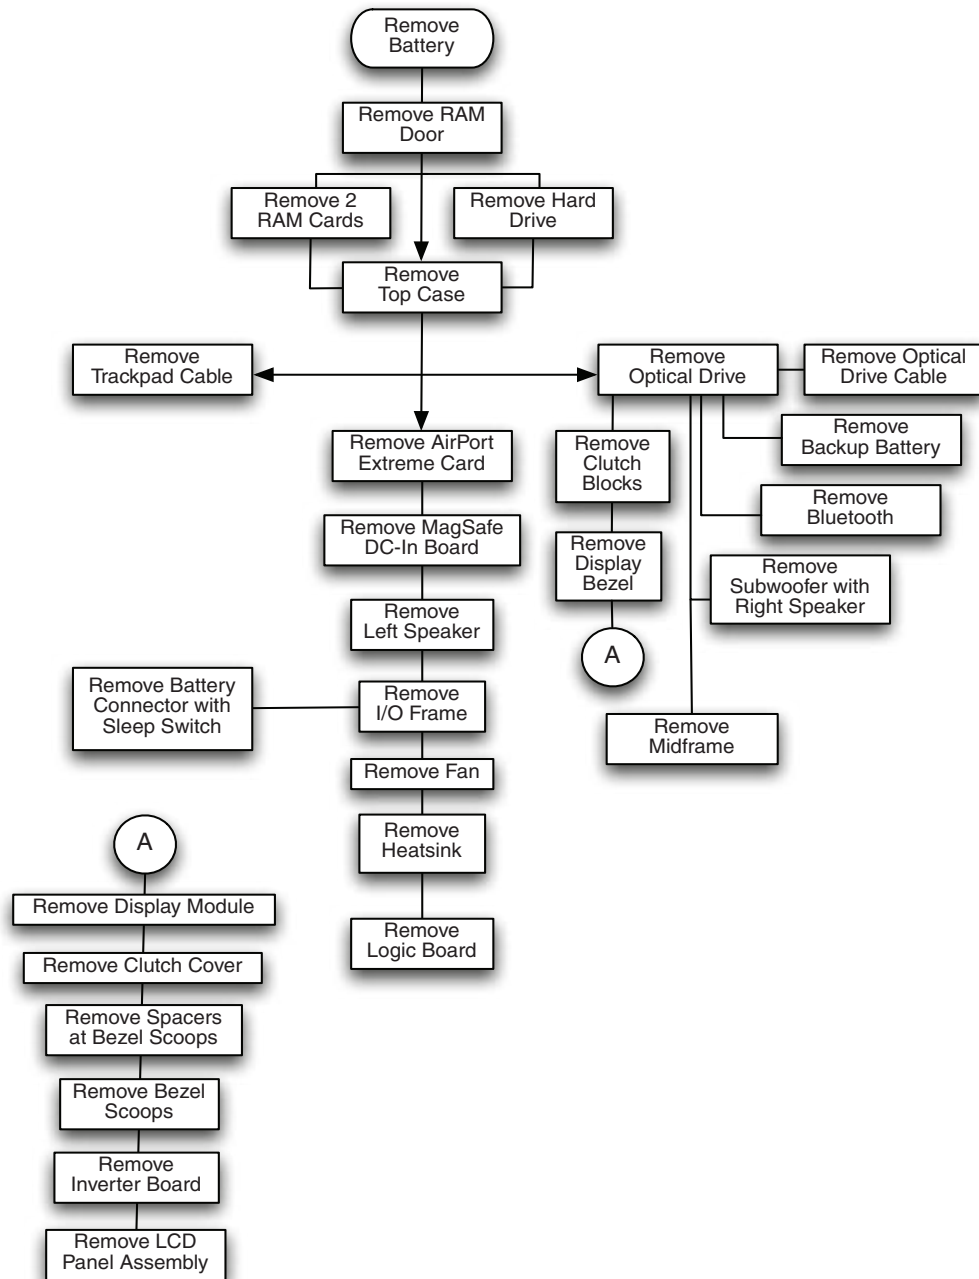 Remove
Battery
Remove RAM
Door
Remove 2
RAM Cards
Remove Hard
Drive
Remove
Top Case
Remove
Trackpad Cable
Remove
Optical Drive
Remove Optical
Drive Cable
Remove
Backup Battery
Remove AirPort
Extreme Card
Remove
Clutch
Blocks
Remove
Bluetooth
Remove MagSafe
DC-In Board
Remove
Display
Bezel
Remove
Subwoofer with
Right Speaker
Remove
Left Speaker
A
Remove Battery
Connector with
Sleep Switch
Remove
I/O Frame
Remove
Midframe
Remove Fan
Remove
Heatsink
Remove
Logic Board
A
Remove Display Module
Remove Clutch Cover
Remove Spacers
at Bezel Scoops
Remove Bezel
Scoops
Remove
Inverter Board
Remove LCD
Panel Assembly